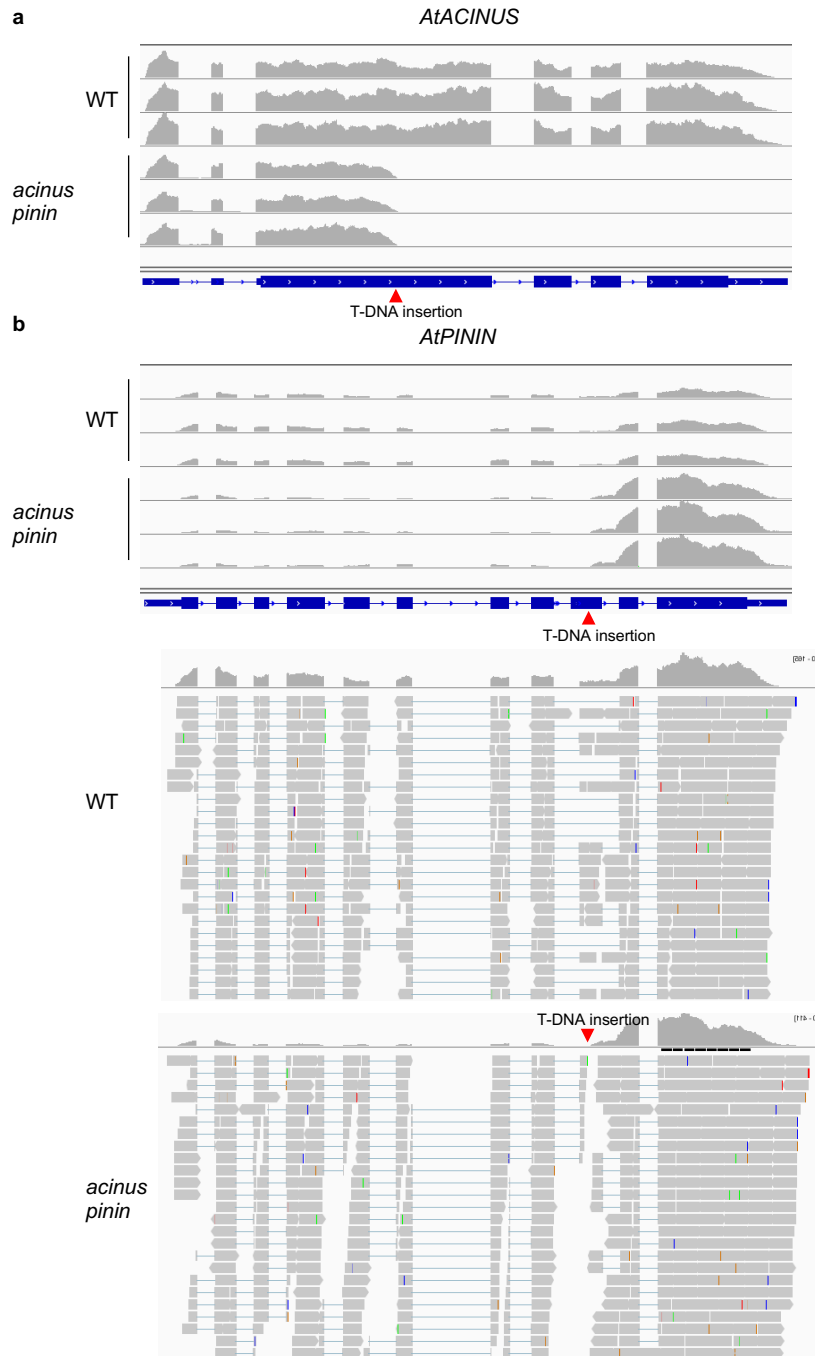 a
AtACINUS
WT
acinus
pinin
T-DNA insertion
b
AtPININ
WT
acinus
pinin
T-DNA insertion
WT
T-DNA insertion
acinus
pinin